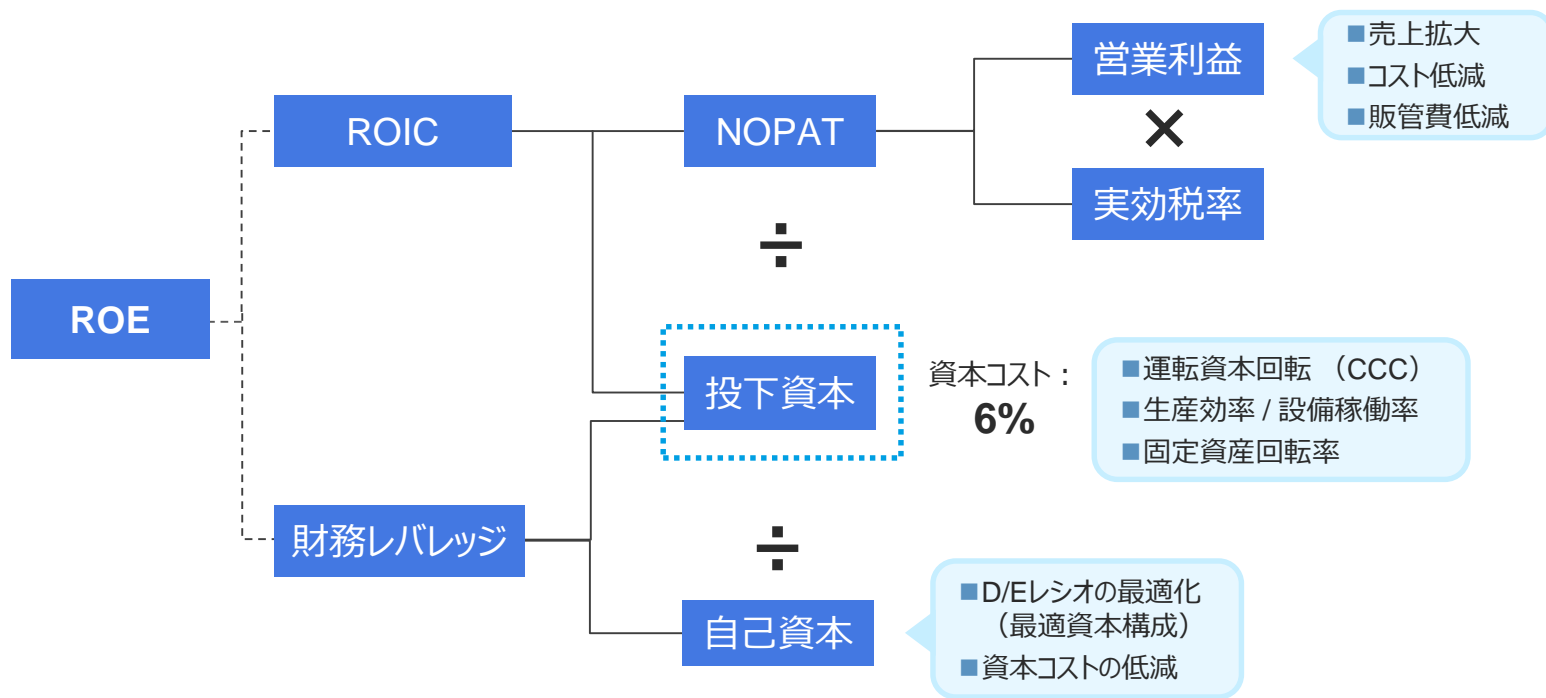 ■売上拡大
■コスト低減
■販管費低減
営業利益
×
実効税率
ROIC
NOPAT
÷
ROE
投下資本
資本コスト：
6%
■運転資本回転 （CCC）
■生産効率 / 設備稼働率
■固定資産回転率
財務レバレッジ
÷
自己資本
■D/Eレシオの最適化
（最適資本構成）
■資本コストの低減